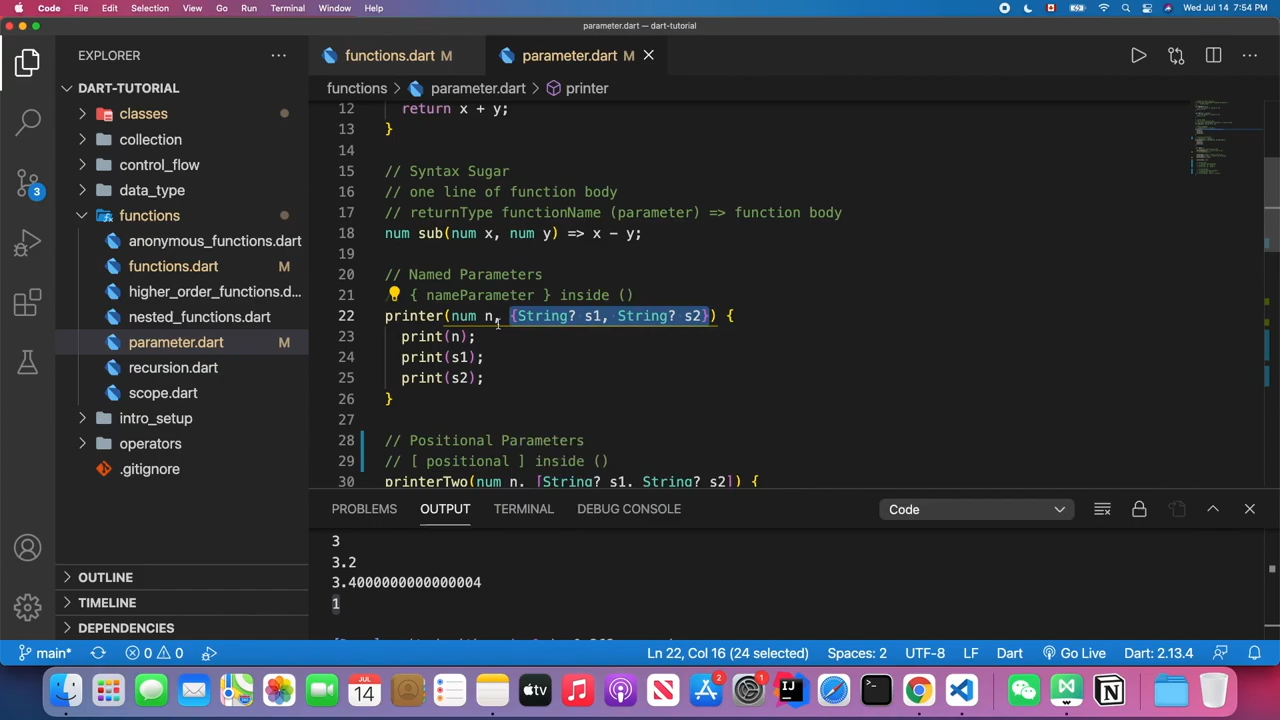 Code File Edit Selection View Go Run Terminal Window Help
Wed Jul 14 7:54 PM
parameter.dart — dart-tutorial
EXPLORER
functions.dart M
parameter.dart M
functions > parameter.dart > printer
DART-TUTORIAL
classes
collection
control_flow
data_type
functions
anonymous_functions.dart
functions.dart M
higher_order_functions.d...
nested_functions.dart
parameter.dart M
recursion.dart
scope.dart
intro_setup
operators
.gitignore
OUTLINE
TIMELINE
DEPENDENCIES
3
12 return x + y;
13 }
14
15 // Syntax Sugar
16 // one line of function body
17 // returnType functionName (parameter) => function body
18 num sub(num x, num y) => x - y;
19
20 // Named Parameters
21 // { nameParameter } inside ()
22 printer(num n, {String? s1, String? s2}) {
23 print(n);
24 print(s1);
25 print(s2);
26 }
27
28 // Positional Parameters
29 // [ positional ] inside ()
30 printerTwo(num n, [String? s1, String? s2]) {
PROBLEMS OUTPUT TERMINAL DEBUG CONSOLE
Code
3
3.2
3.4000000000000004
1
main* 0 0
Ln 22, Col 16 (24 selected) Spaces: 2 UTF-8 LF Dart Go Live Dart: 2.13.4
JUL
14
tv
2
1